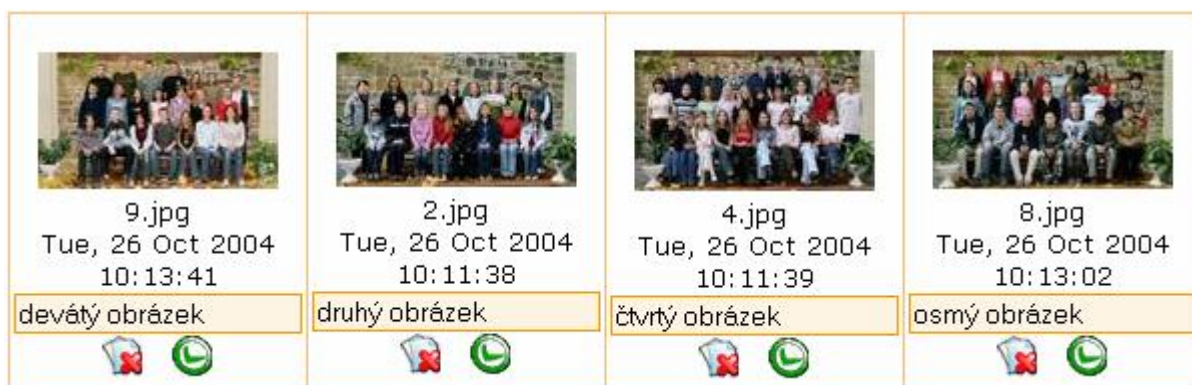 9.jpg
Tue, 26 Oct 2004
10:13:41
devátý obrázek
2.jpg
Tue, 26 Oct 2004
10:11:38
druhý obrázek
4.jpg
Tue, 26 Oct 2004
10:11:39
čtvrtý obrázek
8.jpg
Tue, 26 Oct 2004
10:13:02
osmý obrázek